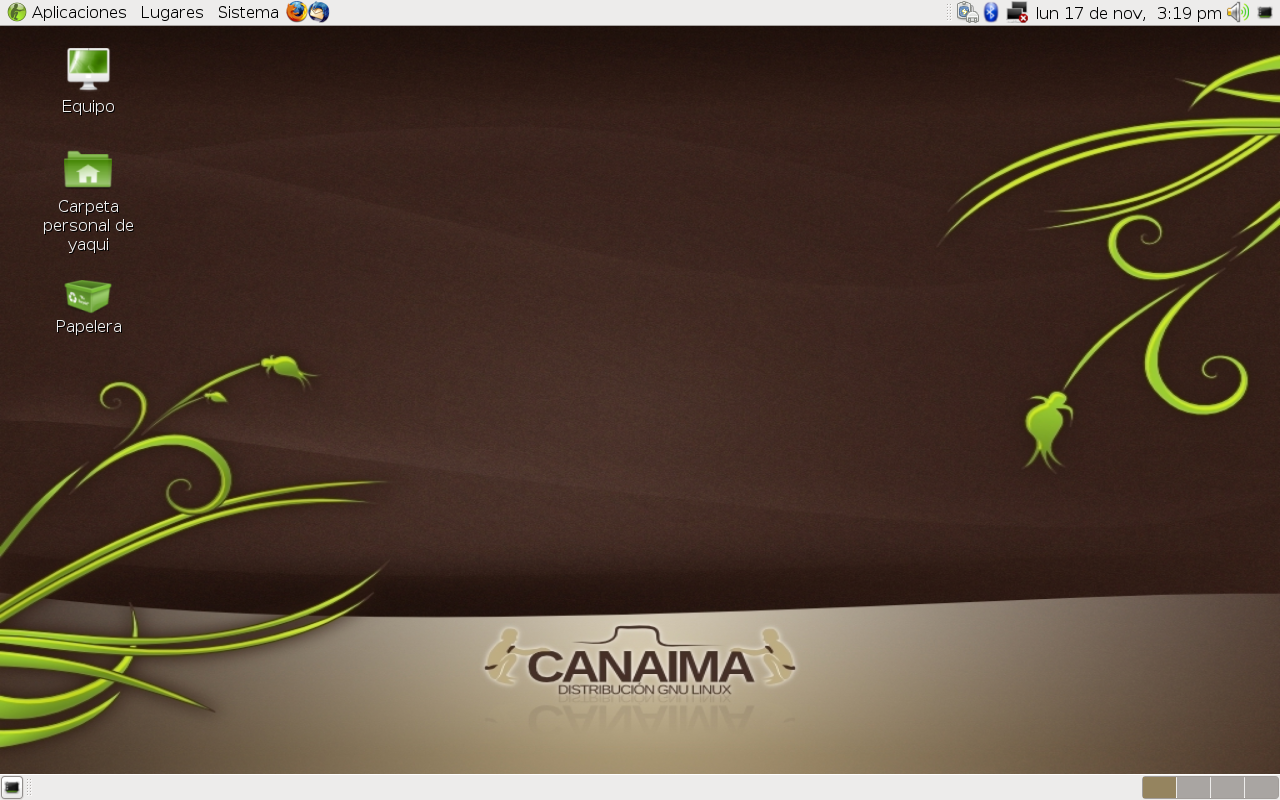 Aplicaciones Lugares Sistema lun 17 de nov, 3:19 pm
Equipo
Carpeta
personal de
yaqui
Papelera
CANAIMA
DISTRIBUCIÓN GNU LINUX